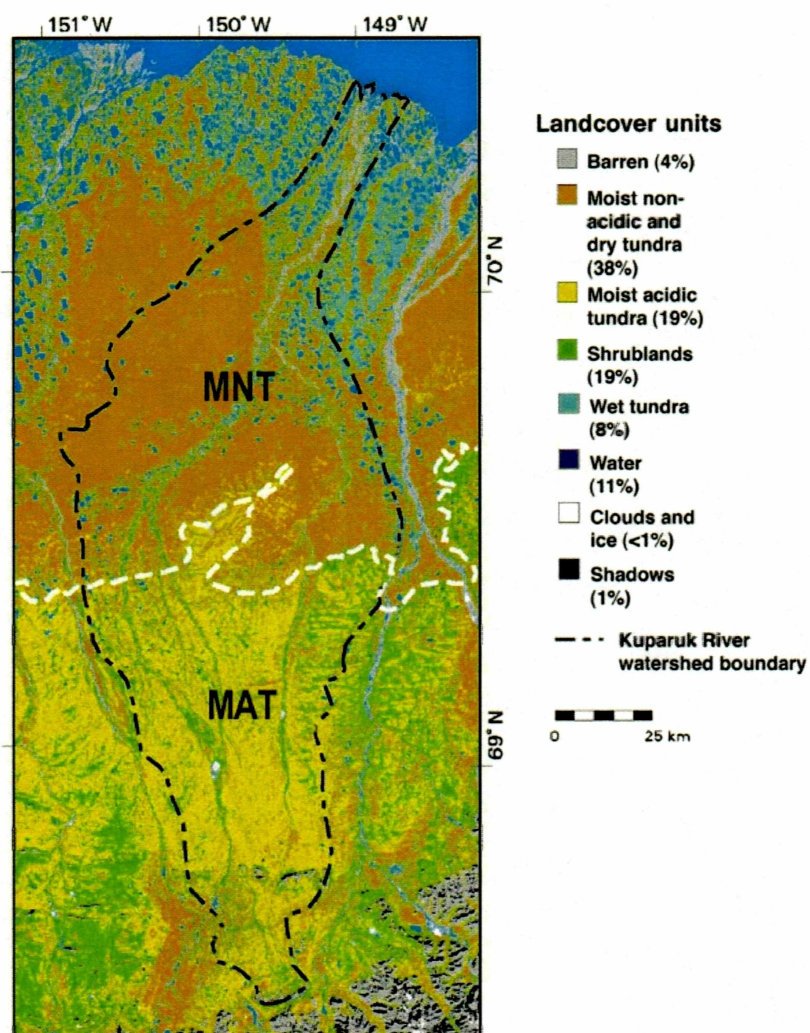 151° W
150° W
149° W
70° N
MNT
MAT
69° N
Landcover units
Barren (4%)
Moist non-
acidic and
dry tundra
(38%)
Moist acidic
tundra (19%)
Shrublands
(19%)
Wet tundra
(8%)
Water
(11%)
Clouds and
ice (<1%)
Shadows
(1%)
Kuparuk River
watershed boundary
0
25 km